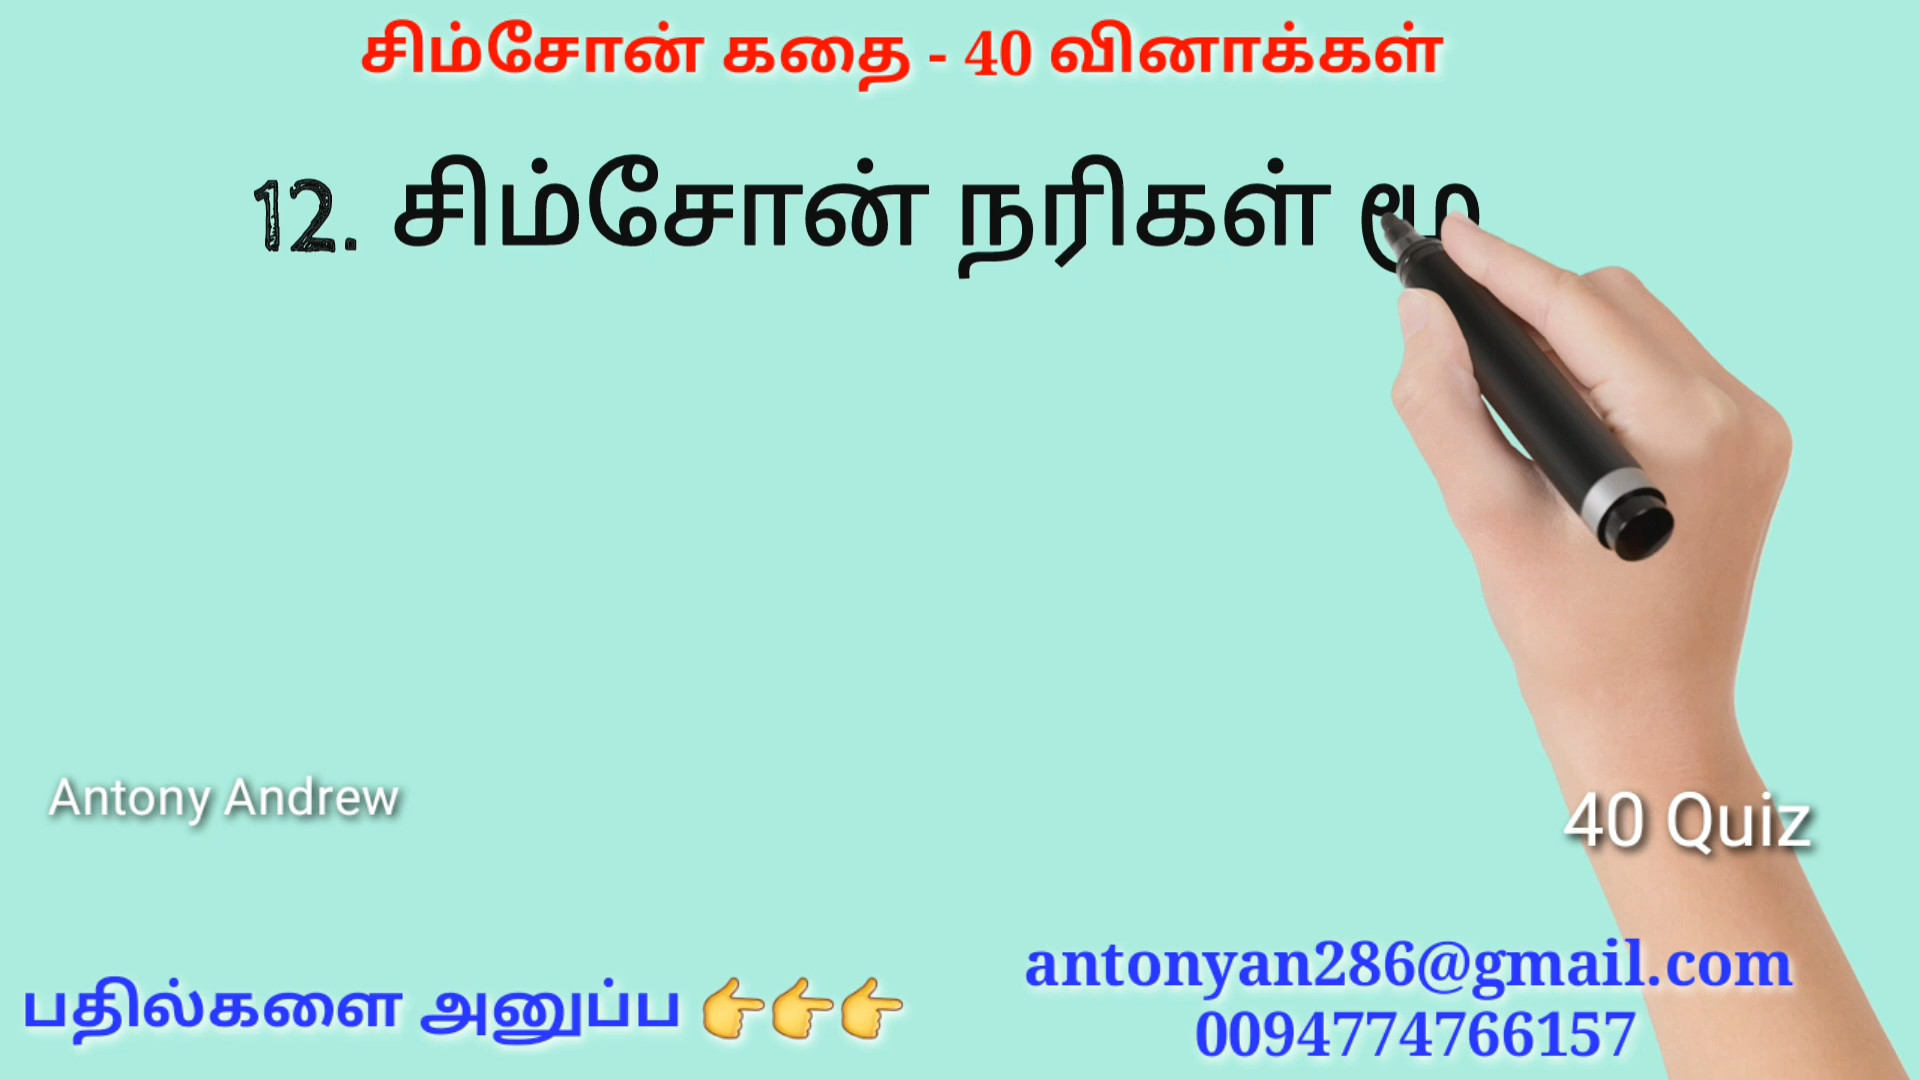 சிம்சோன் கதை - 40 வினாக்கள்
12. சிம்சோன் நரிகள் மூ
Antony Andrew
40 Quiz
பதில்களை அனுப்ப 👉👉👉
antonyan286@gmail.com
0094774766157